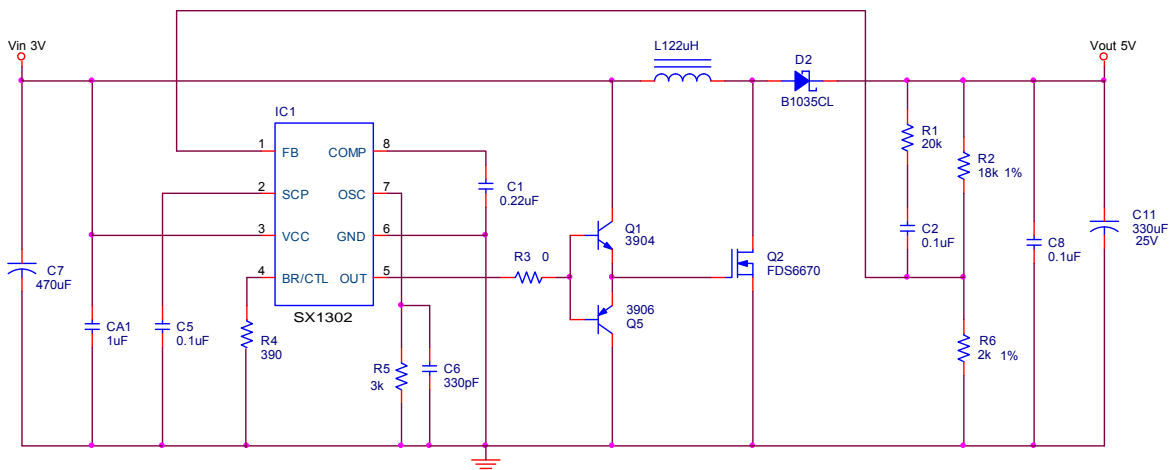 Vin 3V
L122uH
D2
B1035CL
Vout 5V
IC1
1
FB
COMP
8
2
SCP
OSC
7
3
VCC
GND
6
4
BR/CTL
OUT
5
SX1302
C1
0.22uF
R1
20k
R2
18k 1%
C11
330uF
25V
C2
0.1uF
C8
0.1uF
Q1
3904
R3 0
Q2
FDS6670
3906
Q5
C7
470uF
CA1
1uF
C5
0.1uF
R4
390
R5
3k
C6
330pF
R6
2k 1%